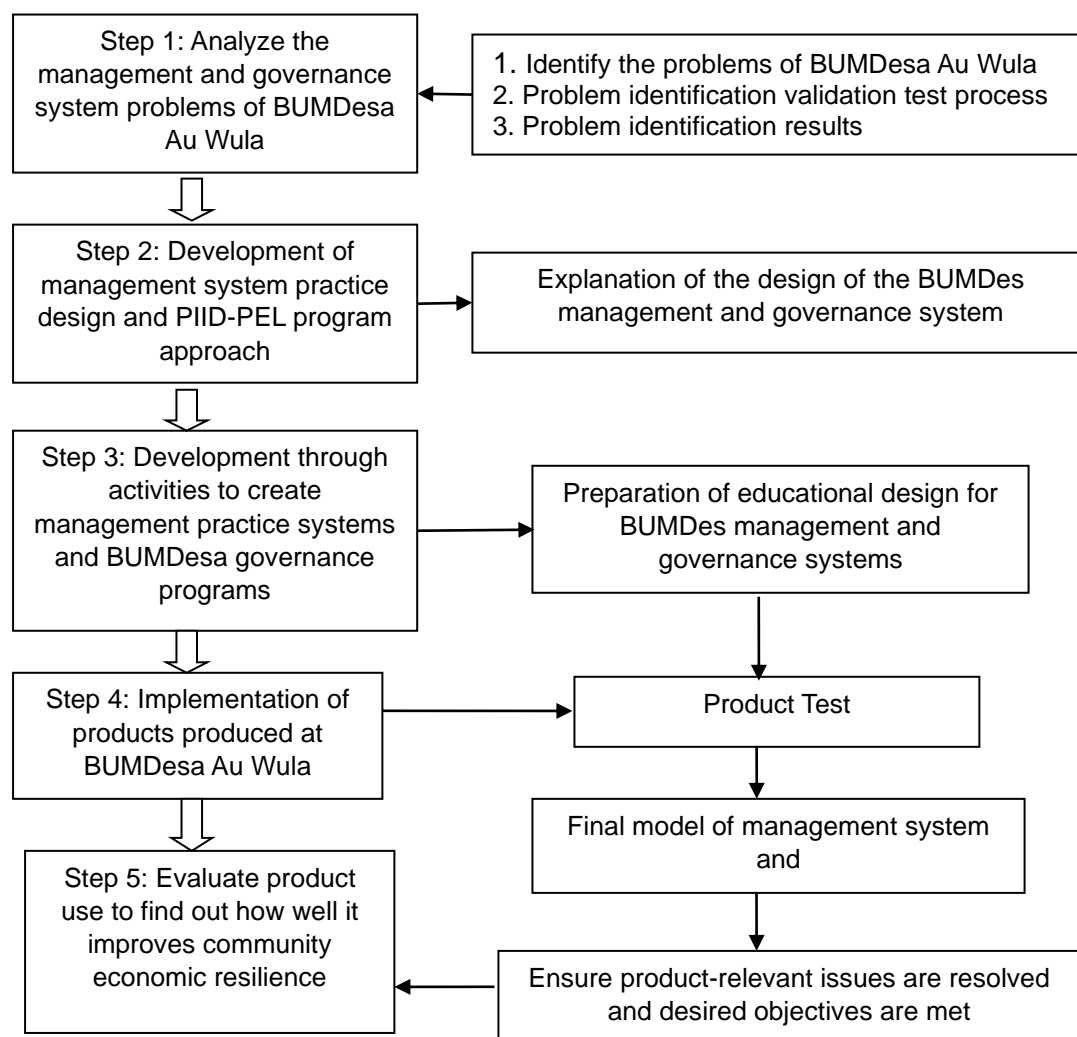 Step 1: Analyze the
management and governance
system problems of BUMDesa
Au Wula
1. Identify the problems of BUMDesa Au Wula
2. Problem identification validation test process
3. Problem identification results
Step 2: Development of
management system practice
design and PIID-PEL program
approach
Explanation of the design of the BUMDes
management and governance system
Step 3: Development through
activities to create
management practice systems
and BUMDesa governance
programs
Preparation of educational design for
BUMDes management and
governance systems
Step 4: Implementation of
products produced at
BUMDesa Au Wula
Product Test
Final model of management system
and
Step 5: Evaluate product
use to find out how well it
improves community
economic resilience
Ensure product-relevant issues are resolved
and desired objectives are met